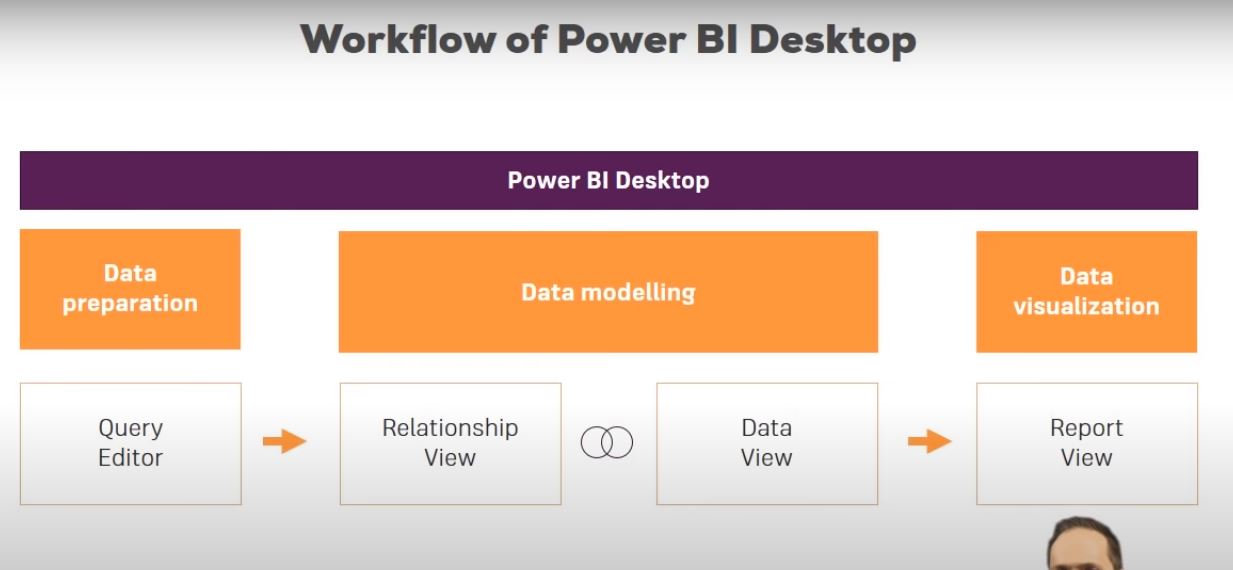 Workflow of Power BI Desktop
Power BI Desktop
Data
preparation
Data modelling
Data
visualization
Query
Editor
Relationship
View
Data
View
Report
View